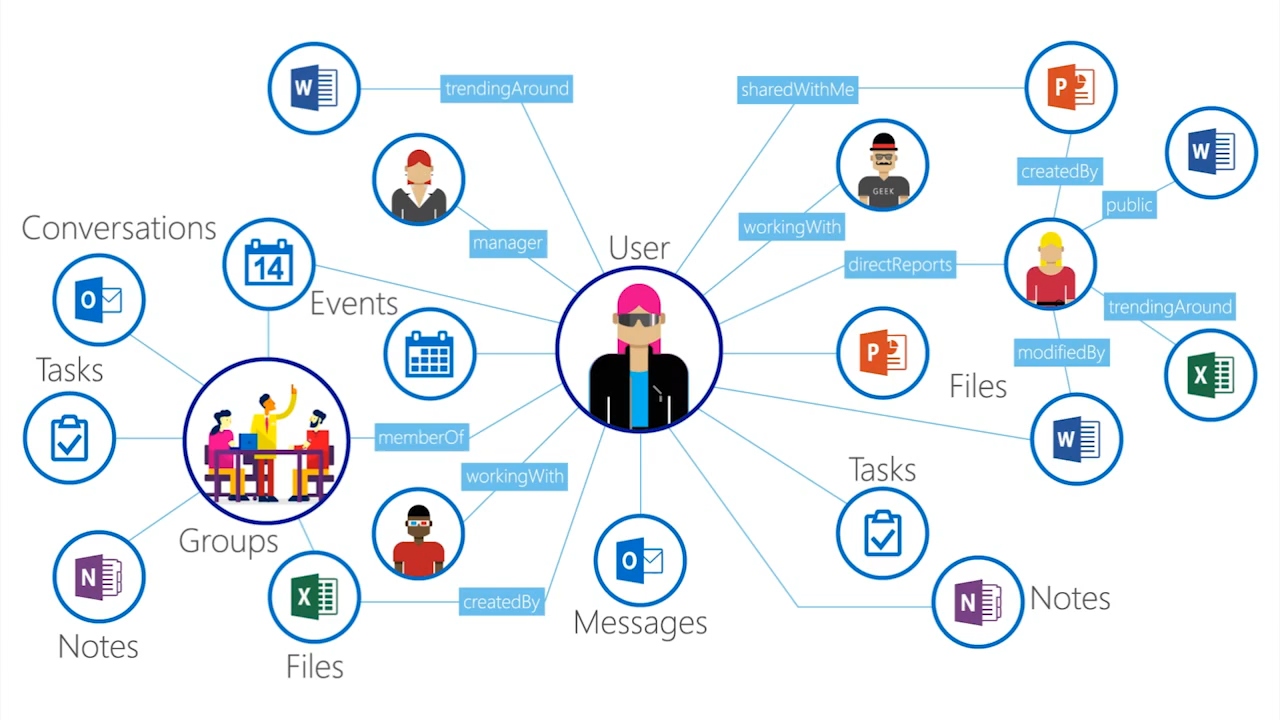 trendingAround
sharedWithMe
W
P
createdBy
W
public
GEEK
workingWith
manager
Conversations
14
User
directReports
O
Events
trendingAround
P
modifiedBy
X
Tasks
Files
memberOf
W
workingWith
Tasks
Groups
N
X
createdBy
O
N
Notes
Messages
Notes
Files